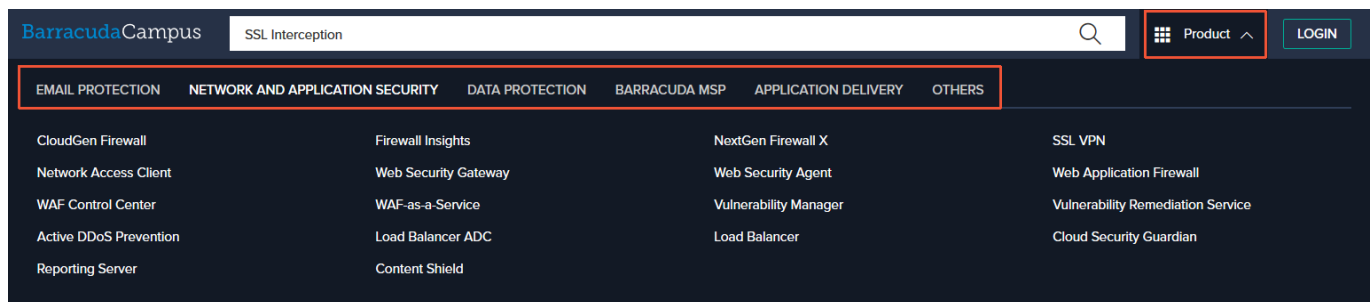 BarracudaCampus SSL Interception Product LOGIN
EMAIL PROTECTION NETWORK AND APPLICATION SECURITY DATA PROTECTION BARRACUDA MSP APPLICATION DELIVERY OTHERS
CloudGen Firewall Firewall Insights NextGen Firewall X SSL VPN
Network Access Client Web Security Gateway Web Security Agent Web Application Firewall
WAF Control Center WAF-as-a-Service Vulnerability Manager Vulnerability Remediation Service
Active DDoS Prevention Load Balancer ADC Load Balancer Cloud Security Guardian
Reporting Server Content Shield